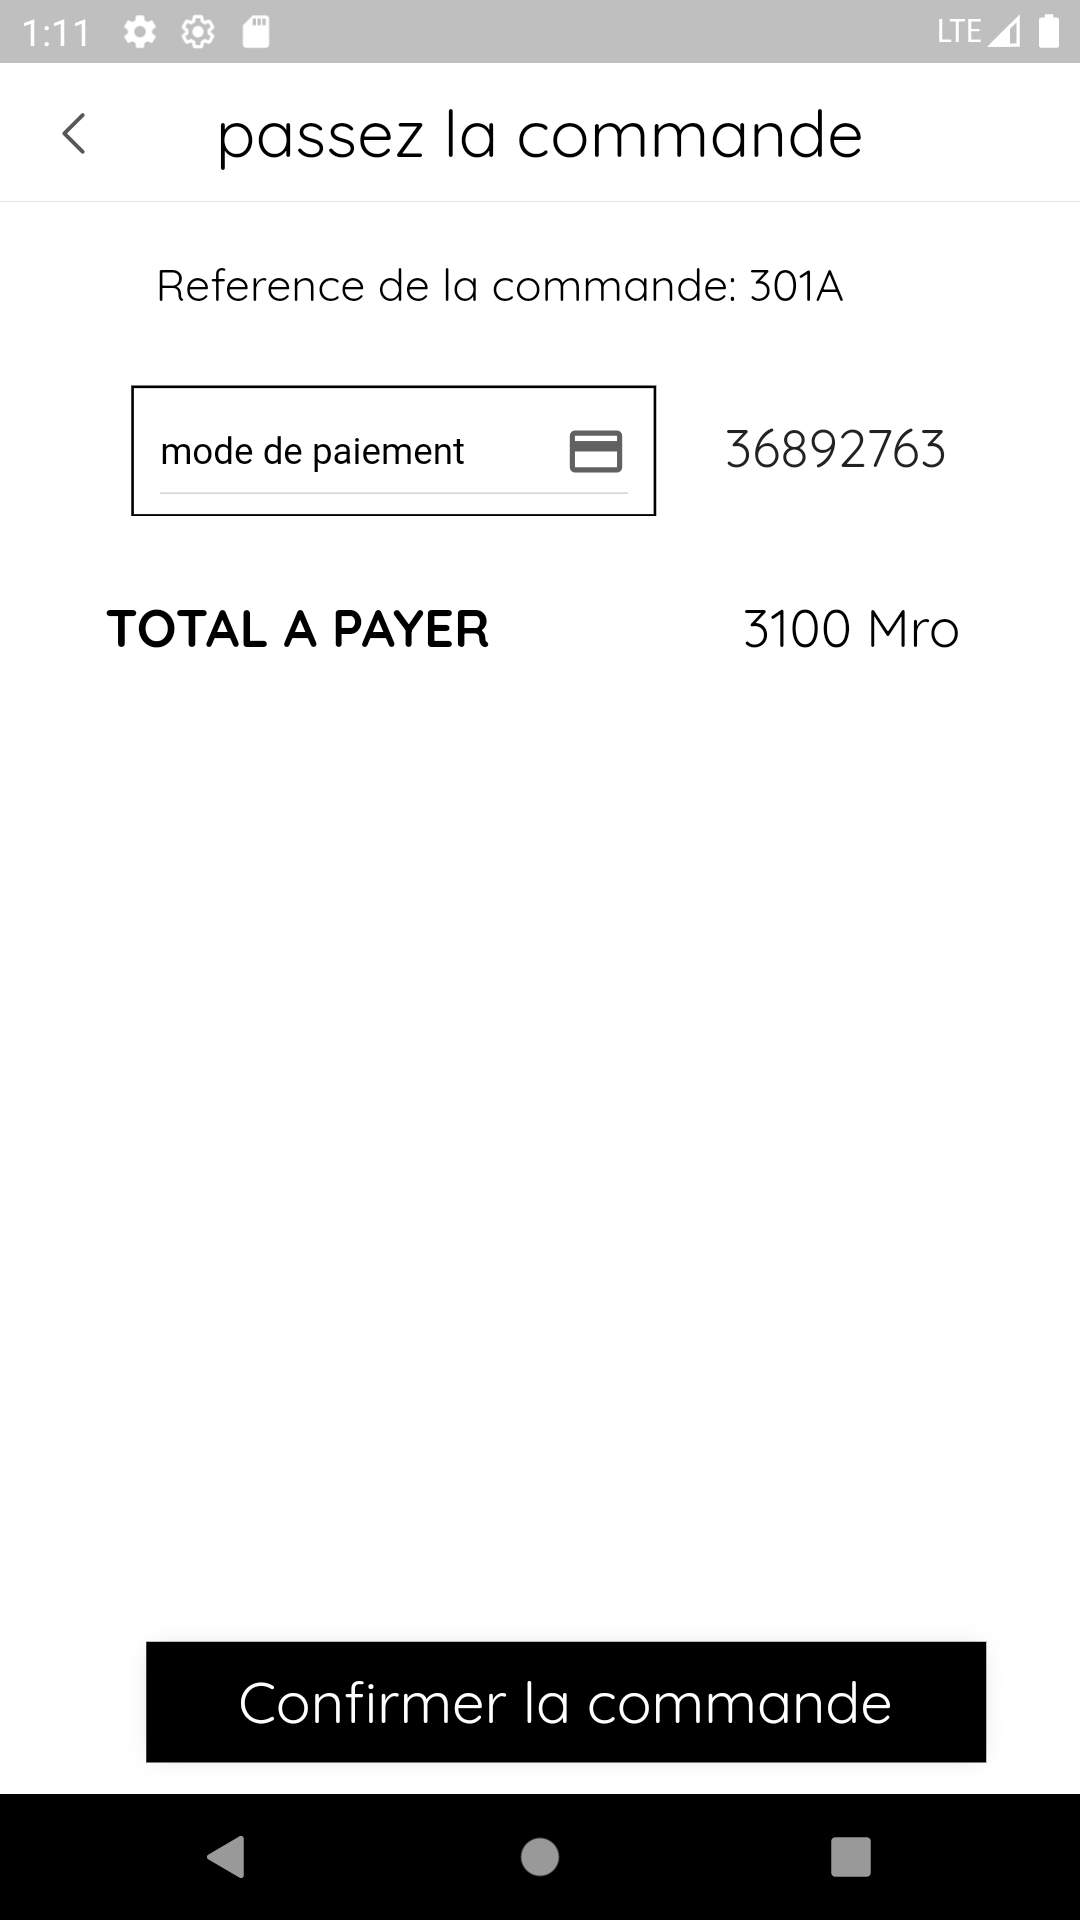 1:11 LTE
passez la commande
Reference de la commande: 301A
mode de paiement 36892763
TOTAL A PAYER 3100 Mro
Confirmer la commande